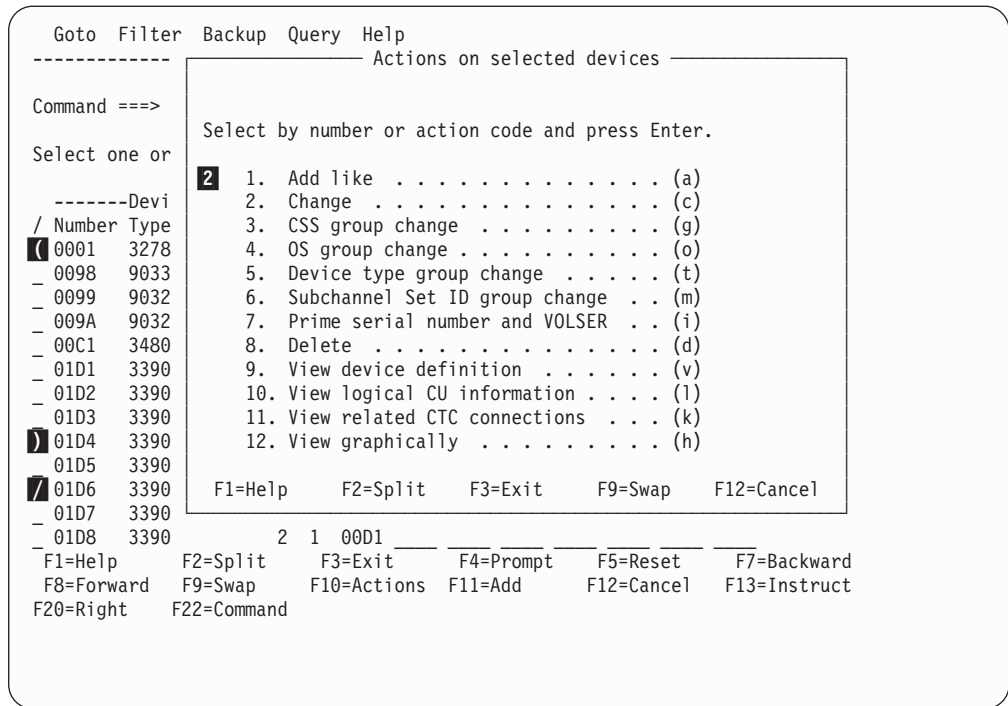 Goto Filter Backup Query Help
------------- Actions on selected devices
Command ===>
Select by number or action code and press Enter.
Select one or
2 1. Add like . . . . . . . . . . . . . (a)
-------Devi 2. Change . . . . . . . . . . . . . . (c)
/ Number Type 3. CSS group change . . . . . . . . . (g)
( 0001 3278 4. OS group change . . . . . . . . . . (o)
_ 0098 9033 5. Device type group change . . . . . (t)
_ 0099 9032 6. Subchannel Set ID group change . . (m)
_ 009A 9032 7. Prime serial number and VOLSER . . (i)
_ 00C1 3480 8. Delete . . . . . . . . . . . . . . (d)
_ 01D1 3390 9. View device definition . . . . . . (v)
_ 01D2 3390 10. View logical CU information . . . . (l)
_ 01D3 3390 11. View related CTC connections . . . (k)
) 01D4 3390 12. View graphically . . . . . . . . . (h)
_ 01D5 3390
/ 01D6 3390 F1=Help F2=Split F3=Exit F9=Swap F12=Cancel
_ 01D7 3390
_ 01D8 3390 2 1 00D1 ____ ____ ____ ____ ____ ____ ____
F1=Help F2=Split F3=Exit F4=Prompt F5=Reset F7=Backward
F8=Forward F9=Swap F10=Actions F11=Add F12=Cancel F13=Instruct
F20=Right F22=Command